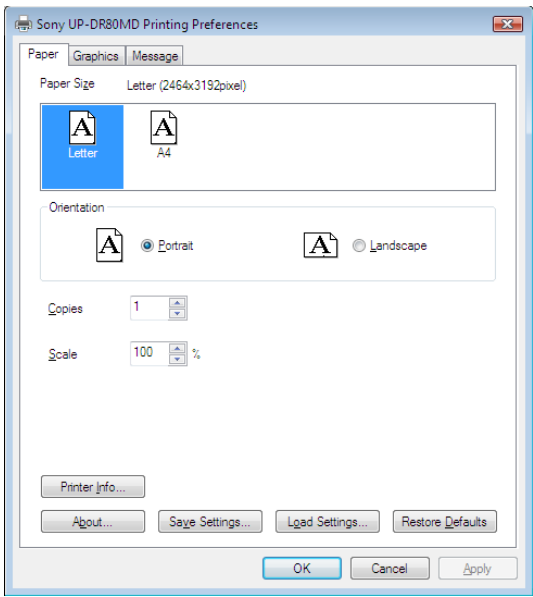 Sony UP-DR80MD Printing Preferences
Paper Graphics Message
Paper Size Letter (2464x3192pixel)
A A
Letter A4
Orientation
A Portrait A Landscape
Copies 1
Scale 100 %
Printer Info...
About... Save Settings... Load Settings... Restore Defaults
OK Cancel Apply